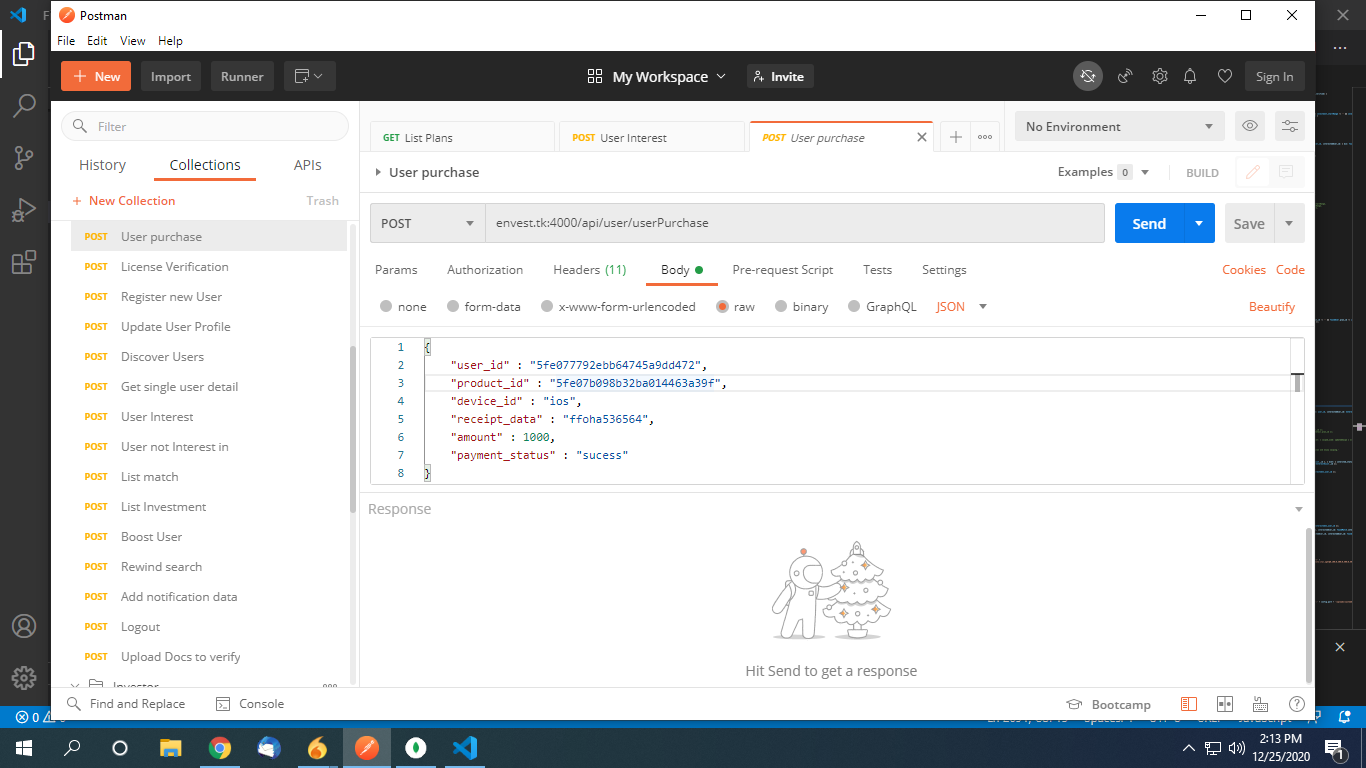 Postman
File Edit View Help
New Import Runner My Workspace Invite Sign In
Filter
History Collections APIs
+ New Collection Trash
POST User purchase
POST License Verification
POST Register new User
POST Update User Profile
POST Discover Users
POST Get single user detail
POST User Interest
POST User not Interest in
POST List match
POST List Investment
POST Boost User
POST Rewind search
POST Add notification data
POST Logout
POST Upload Docs to verify
Investor
GET List Plans POST User Interest POST User purchase No Environment
User purchase Examples 0 BUILD
POST envest.tk:4000/api/user/userPurchase Send Save
Params Authorization Headers (11) Body Pre-request Script Tests Settings Cookies Code
none form-data x-www-form-urlencoded raw binary GraphQL JSON Beautify
1 {
2 "user_id" : "5fe077792ebb64745a9dd472",
3 "product_id" : "5fe07b098b32ba014463a39f",
4 "device_id" : "ios",
5 "receipt_data" : "ffoha536564",
6 "amount" : 1000,
7 "payment_status" : "sucess"
8 }
Response
Hit Send to get a response
Find and Replace Console Bootcamp
0
2:13 PM
12/25/2020
1